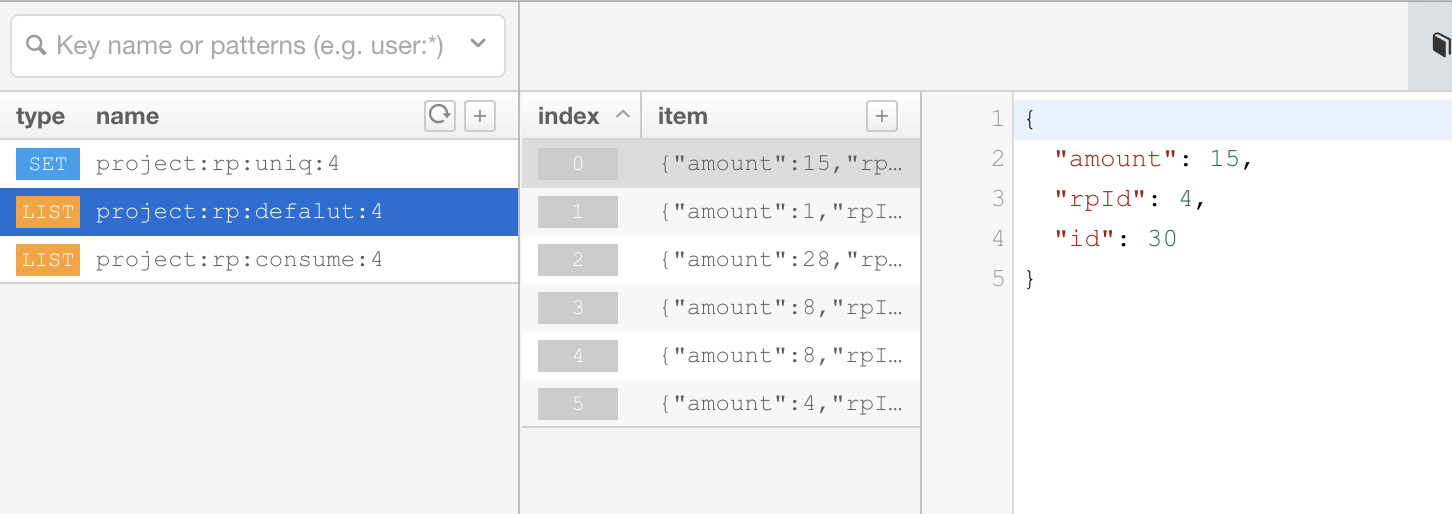 Key name or patterns (e.g. user:*)
type name
SET project:rp:uniq:4
LIST project:rp:defalut:4
LIST project:rp:consume:4
index item
0 {"amount":15,"rp…
1 {"amount":1,"rpI…
2 {"amount":28,"rp…
3 {"amount":8,"rpI…
4 {"amount":8,"rpI…
5 {"amount":4,"rpI…
1 {
2 "amount": 15,
3 "rpId": 4,
4 "id": 30
5 }